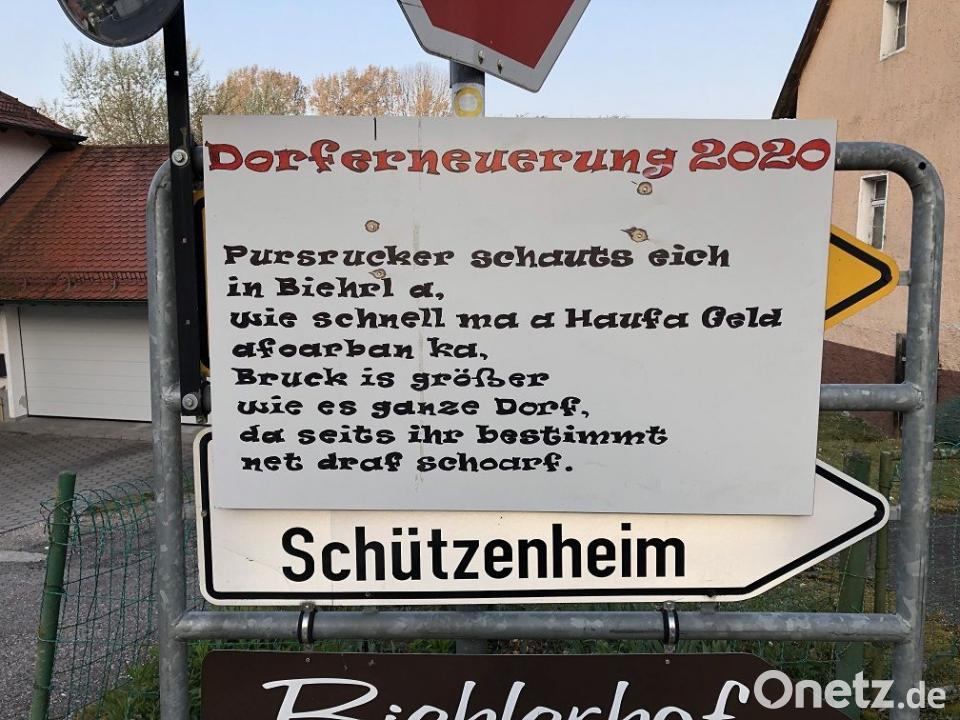 Dorferneuerung 2020
Pursrucker schauts eich
in Biehrl a,
wie schnell ma a Haufa Geld
afoarban ka,
Bruck is größer
wie es ganze Dorf,
da seits ihr bestimmt
net draf schoarf.
Schützenheim
Biehlerhof
Onetz.de